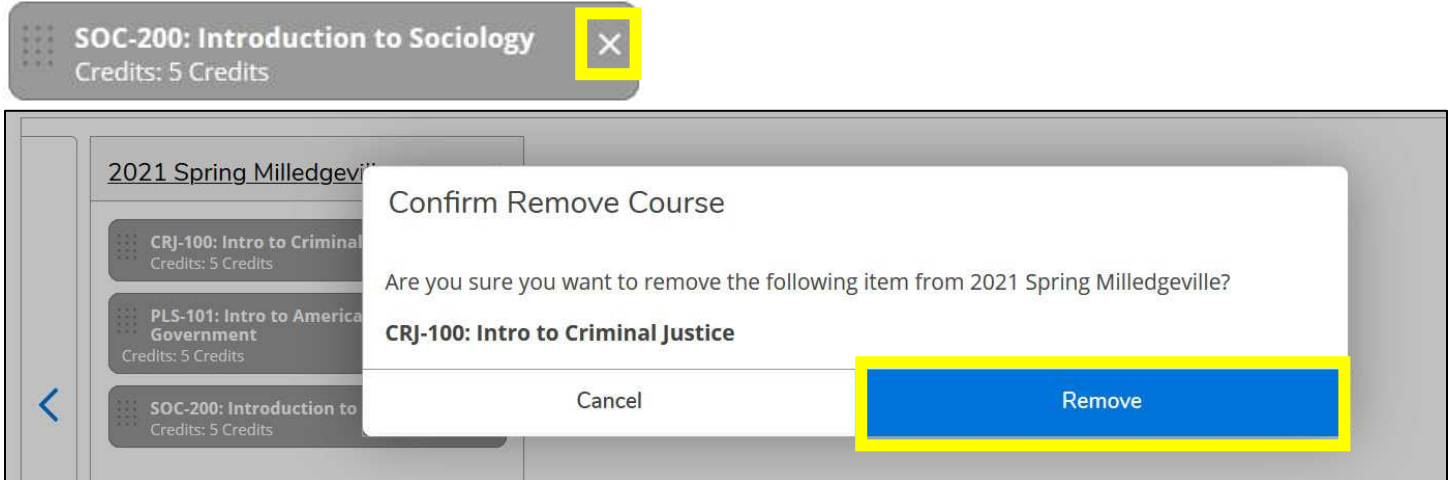 SOC-200: Introduction to Sociology
Credits: 5 Credits
2021 Spring
Confirm Remove Course
CRJ-100: Intro to Criminal
Credits: 5 Credits
Are you sure you want to remove the following item from 2021 Spring Milledgeville?
PLS-101: Intro to
Government
Credits: 5 Credits
CRJ-100: Intro to Criminal Justice
SOC-200: Introduction to
Credits: 5 Credits
Cancel
Remove